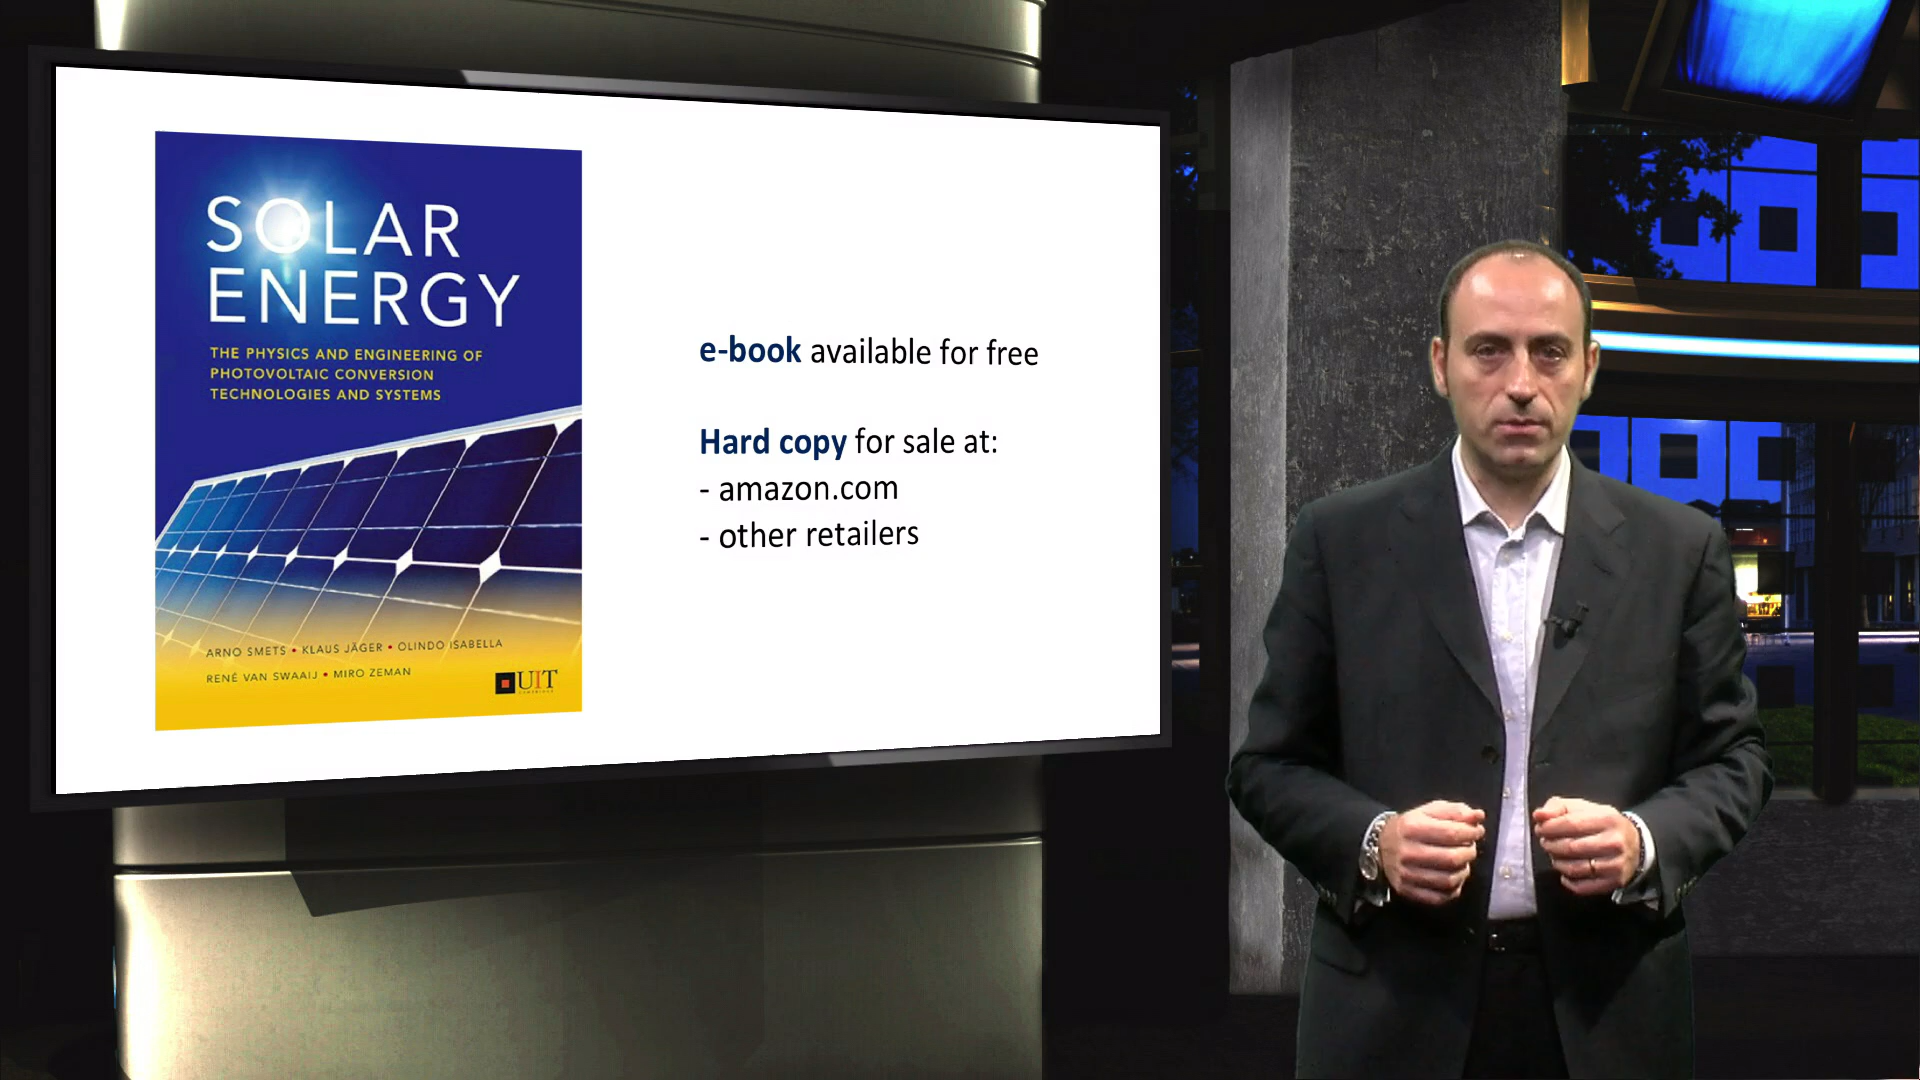 SOLAR
ENERGY
THE PHYSICS AND ENGINEERING OF
PHOTOVOLTAIC CONVERSION
TECHNOLOGIES AND SYSTEMS
ARNO SMETS • KLAUS JÄGER • OLINDO ISABELLA
RENÉ VAN SWAAIJ • MIRO ZEMAN
UIT
CAMBRIDGE
e-book available for free
Hard copy for sale at:
- amazon.com
- other retailers